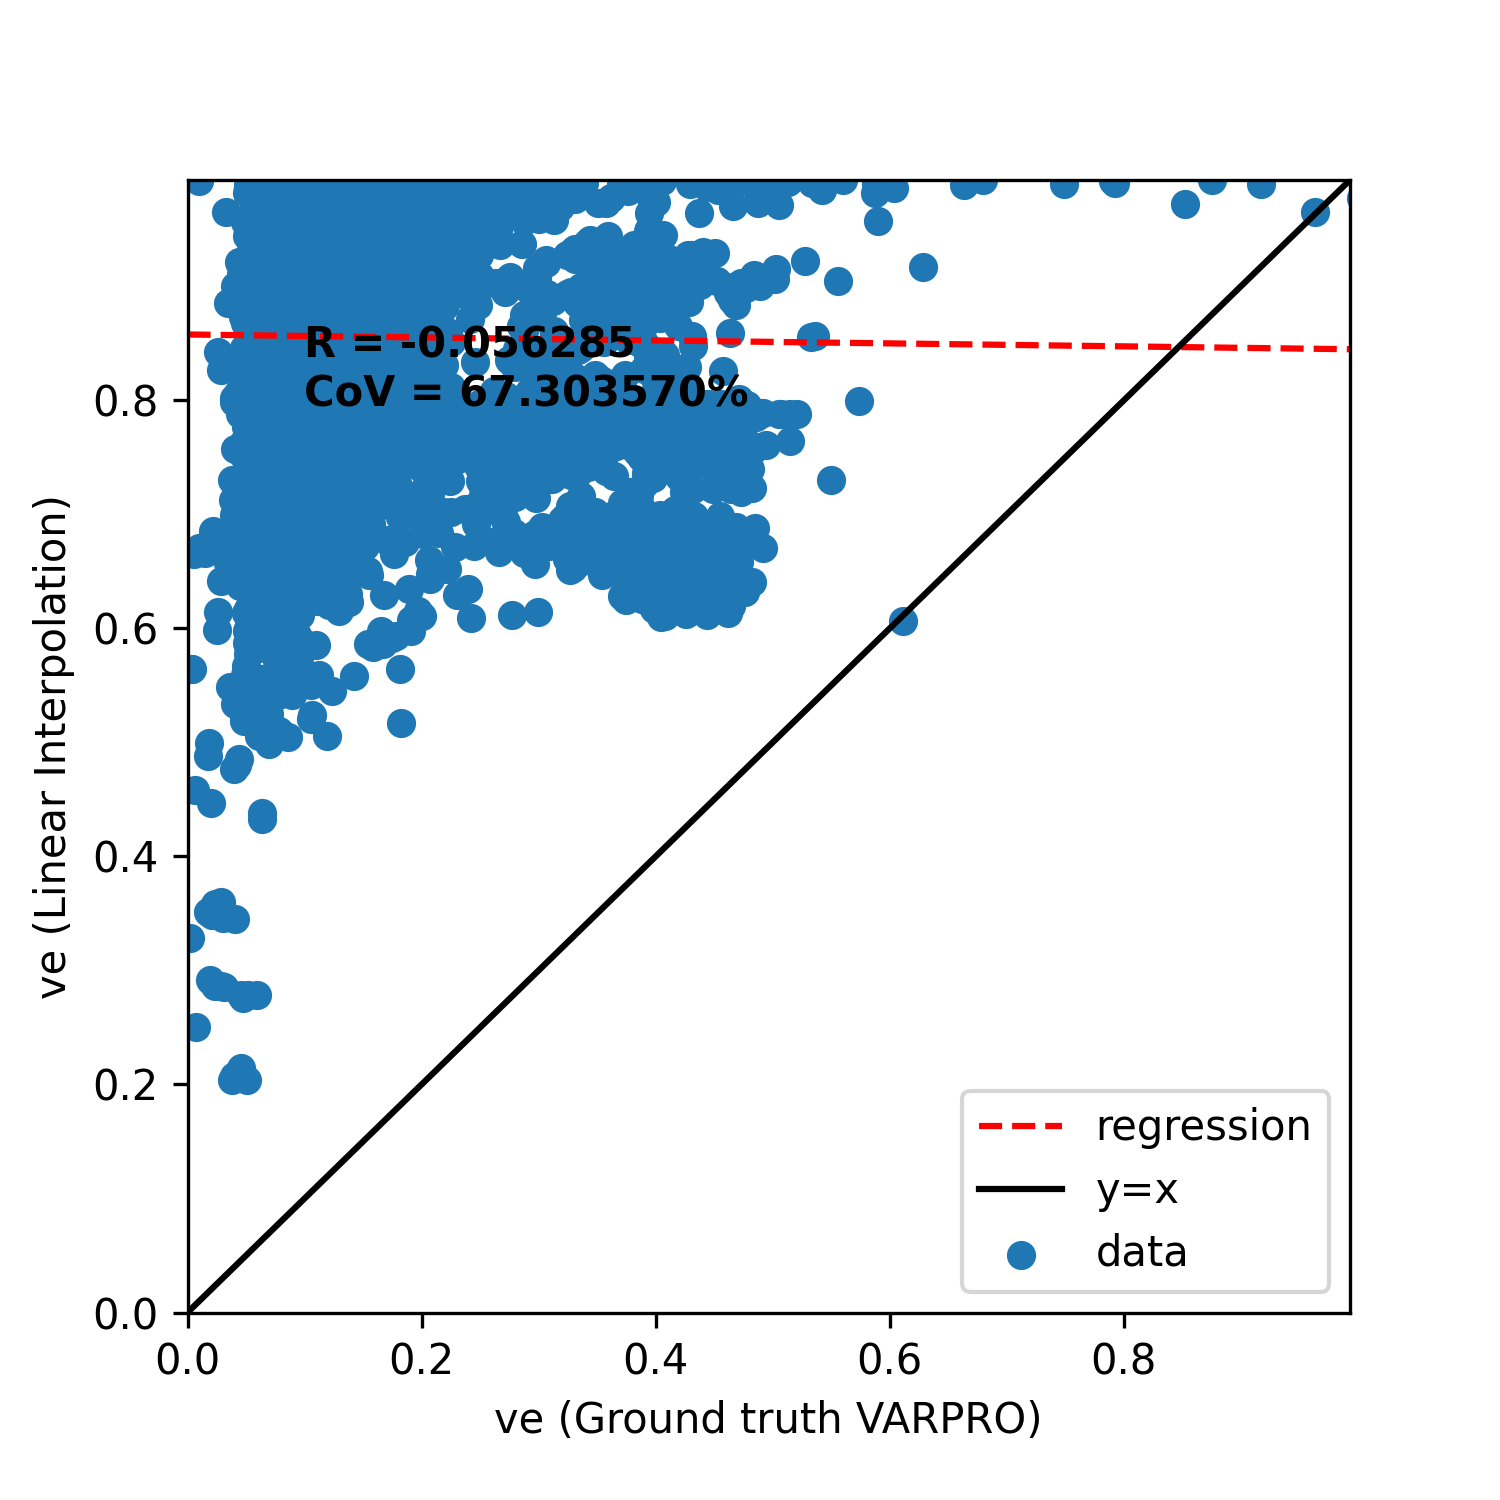 R = -0.056285
CoV = 67.303570%
0.8
0.6
0.4
0.2
0.0
ve (Linear Interpolation)
regression
y=x
data
0.0 0.2 0.4 0.6 0.8
ve (Ground truth VARPRO)